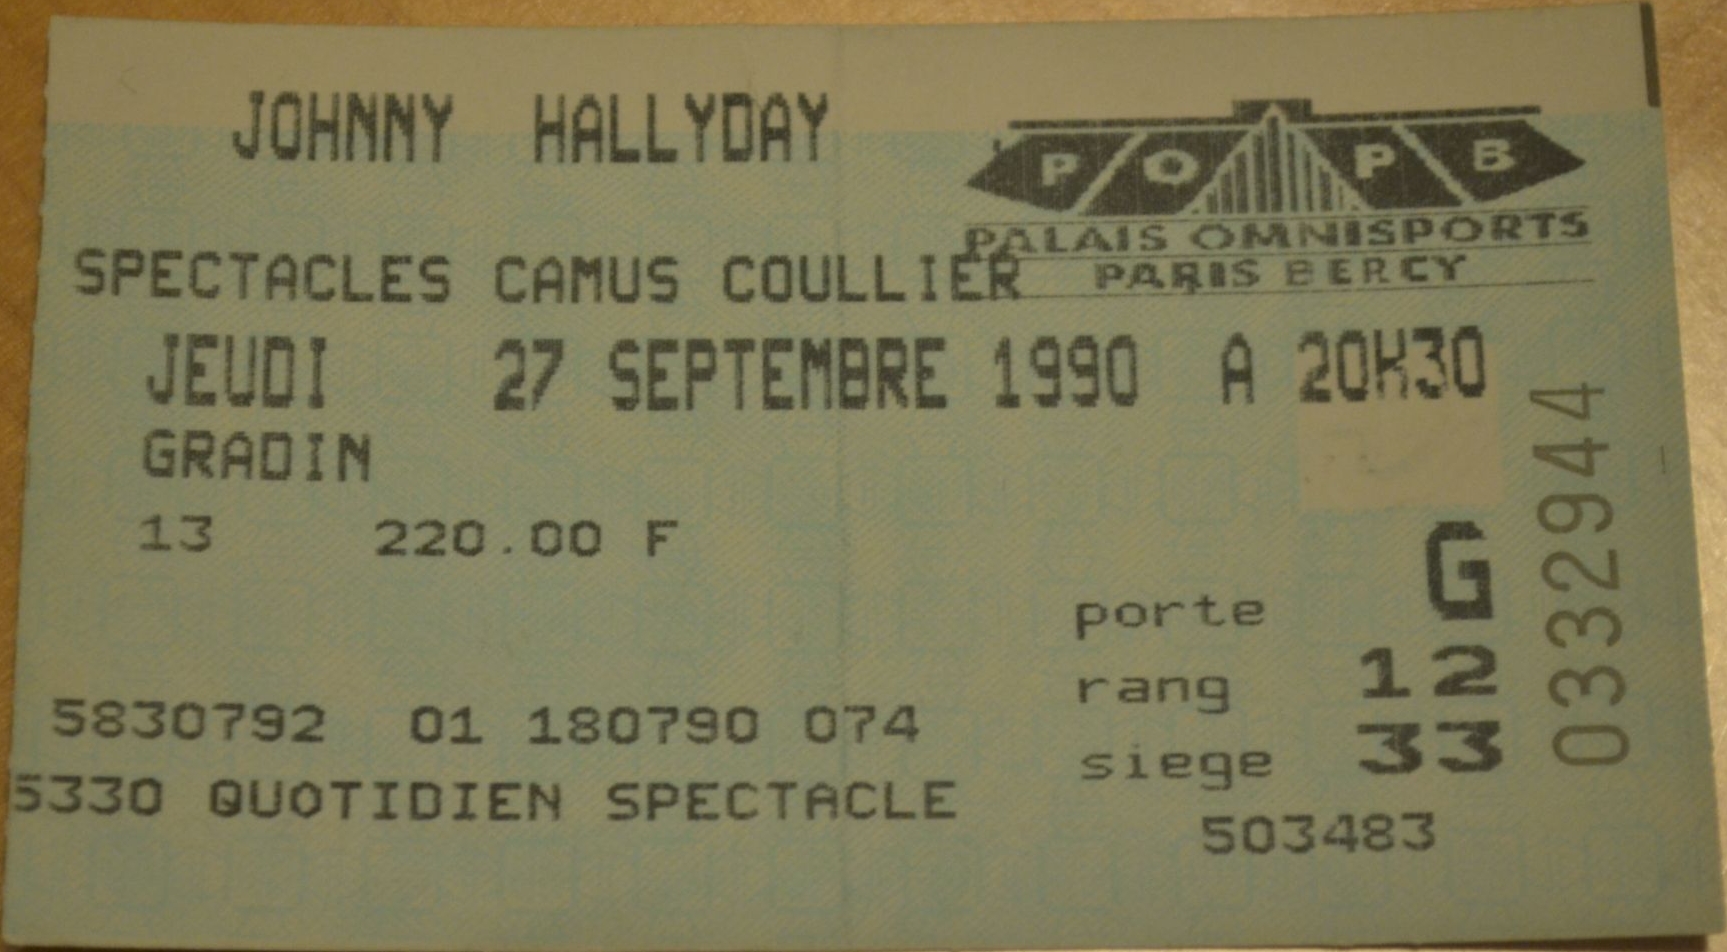 JOHNNY HALLYDAY
P O P B
PALAIS OMNISPORTS
PARIS BERCY
SPECTACLES CAMUS COULLIER
JEUDI 27 SEPTEMBRE 1990 A 20H30
GRADIN
13 220.00 F
porte G
rang 12
siege 33
5830792 01 180790 074
5330 QUOTIDIEN SPECTACLE
503483
0332944